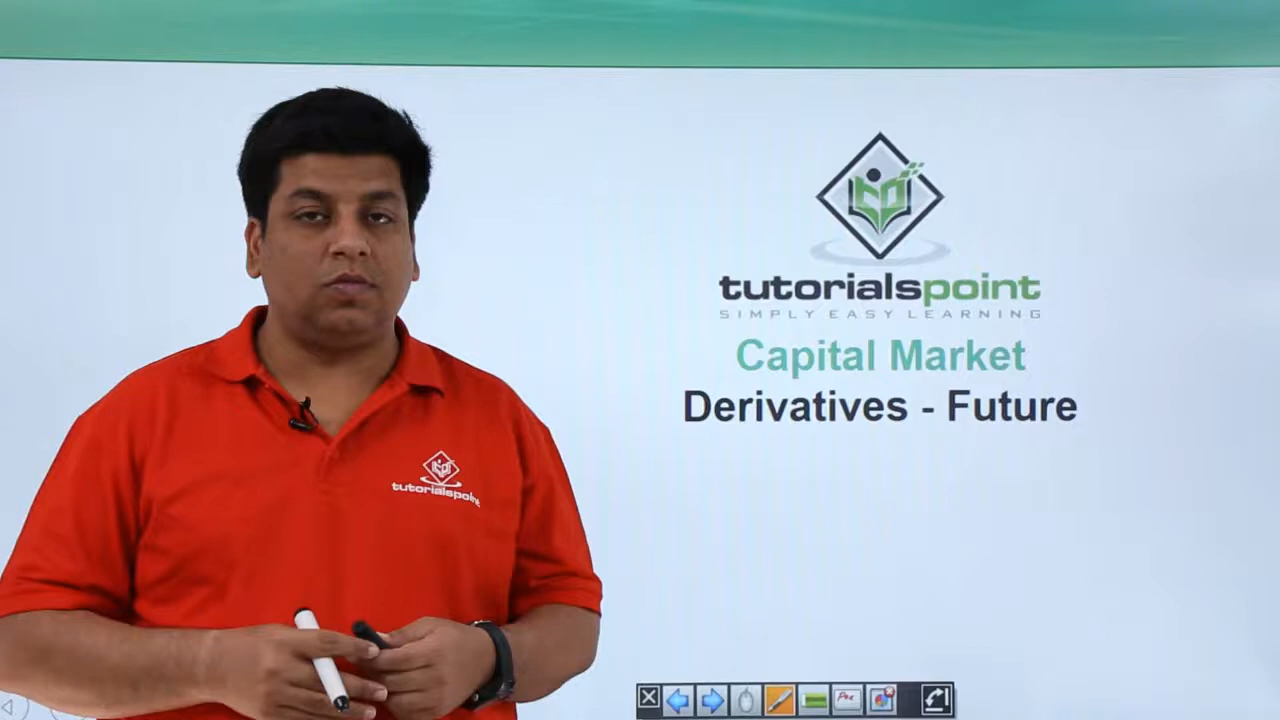 tutorialspoint
SIMPLY EASY LEARNING
Capital Market
Derivatives - Future
tutorialspoint